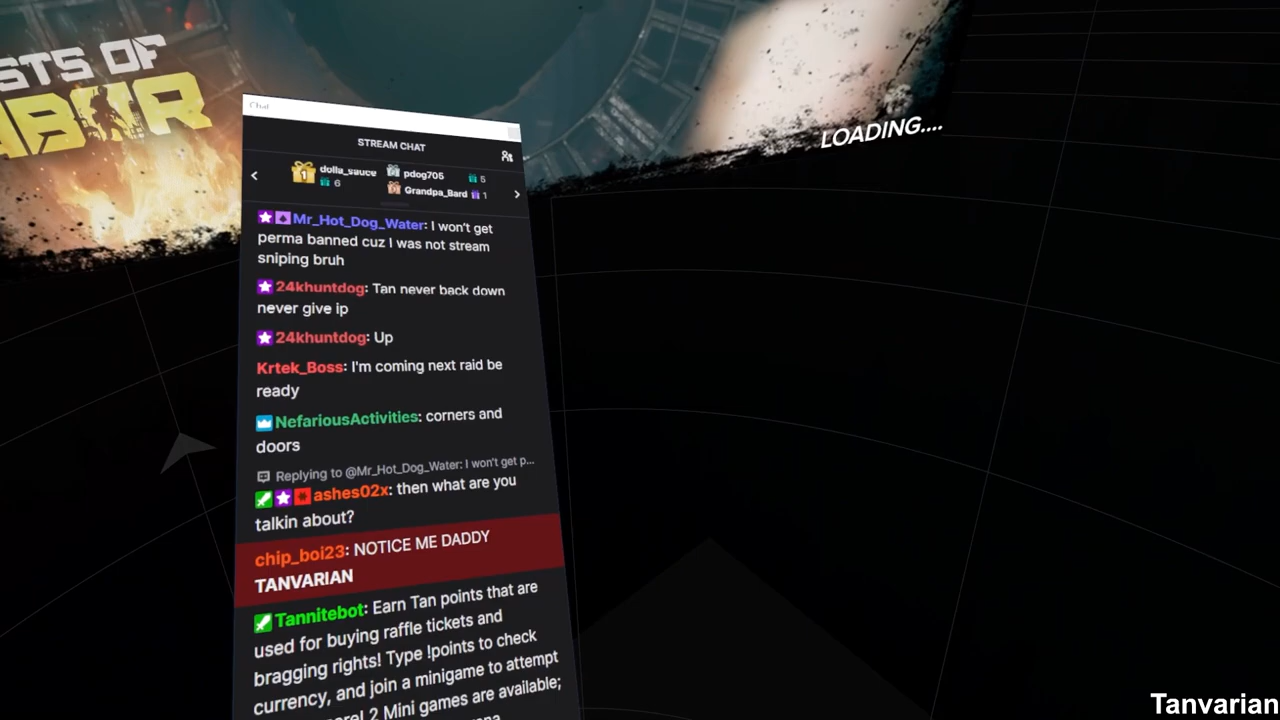 STS OF
LOADING....
Chat
STREAM CHAT
1 dolla_sauce 6
pdog705 5
Grandpa_Bard 1
Mr_Hot_Dog_Water: I won't get
perma banned cuz I was not stream
sniping bruh
24khuntdog: Tan never back down
never give ip
24khuntdog: Up
Krtek_Boss: I'm coming next raid be
ready
NefariousActivities: corners and
doors
Replying to @Mr_Hot_Dog_Water: I won't get p...
ashes02x: then what are you
talkin about?
chip_boi23: NOTICE ME DADDY
TANVARIAN
Tannitebot: Earn Tan points that are
used for buying raffle tickets and
bragging rights! Type !points to check
currency, and join a minigame to attempt
2 Mini games are available;
Tanvarian